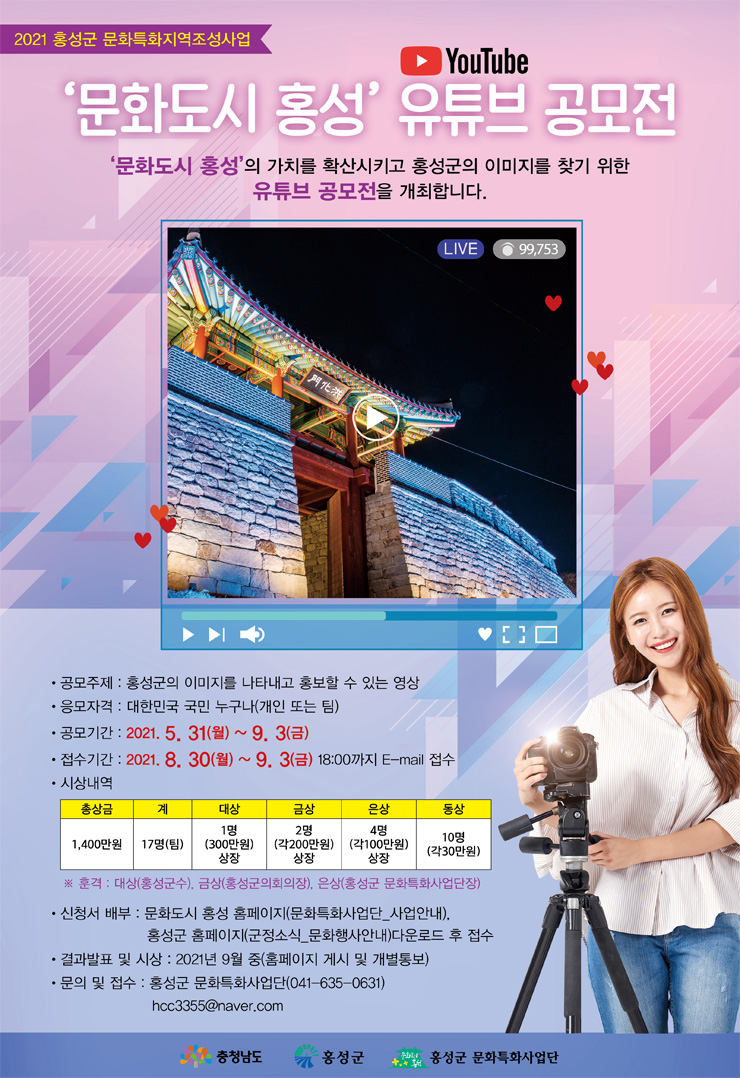 2021 홍성군 문화특화지역조성사업
YouTube
‘문화도시 홍성’ 유튜브 공모전
‘문화도시 홍성’의 가치를 확산시키고 홍성군의 이미지를 찾기 위한
유튜브 공모전을 개최합니다.
LIVE 99,753
門化洪
• 공모주제 : 홍성군의 이미지를 나타내고 홍보할 수 있는 영상
• 응모자격 : 대한민국 국민 누구나(개인 또는 팀)
• 공모기간 : 2021. 5. 31(월) ~ 9. 3(금)
• 접수기간 : 2021. 8. 30(월) ~ 9. 3(금) 18:00까지 E-mail 접수
• 시상내역
총상금 계 대상 금상 은상 동상
1,400만원 17명(팀) 1명 (300만원) 상장 2명 (각200만원) 상장 4명 (각100만원) 상장 10명 (각30만원)
※ 훈격 : 대상(홍성군수), 금상(홍성군의회의장), 은상(홍성군 문화특화사업단장)
• 신청서 배부 : 문화도시 홍성 홈페이지(문화특화사업단_사업안내),
홍성군 홈페이지(군정소식_문화행사안내)다운로드 후 접수
• 결과발표 및 시상 : 2021년 9월 중(홈페이지 게시 및 개별통보)
• 문의 및 접수 : 홍성군 문화특화사업단(041-635-0631)
hcc3355@naver.com
충청남도 홍성군 홍성군 문화특화사업단